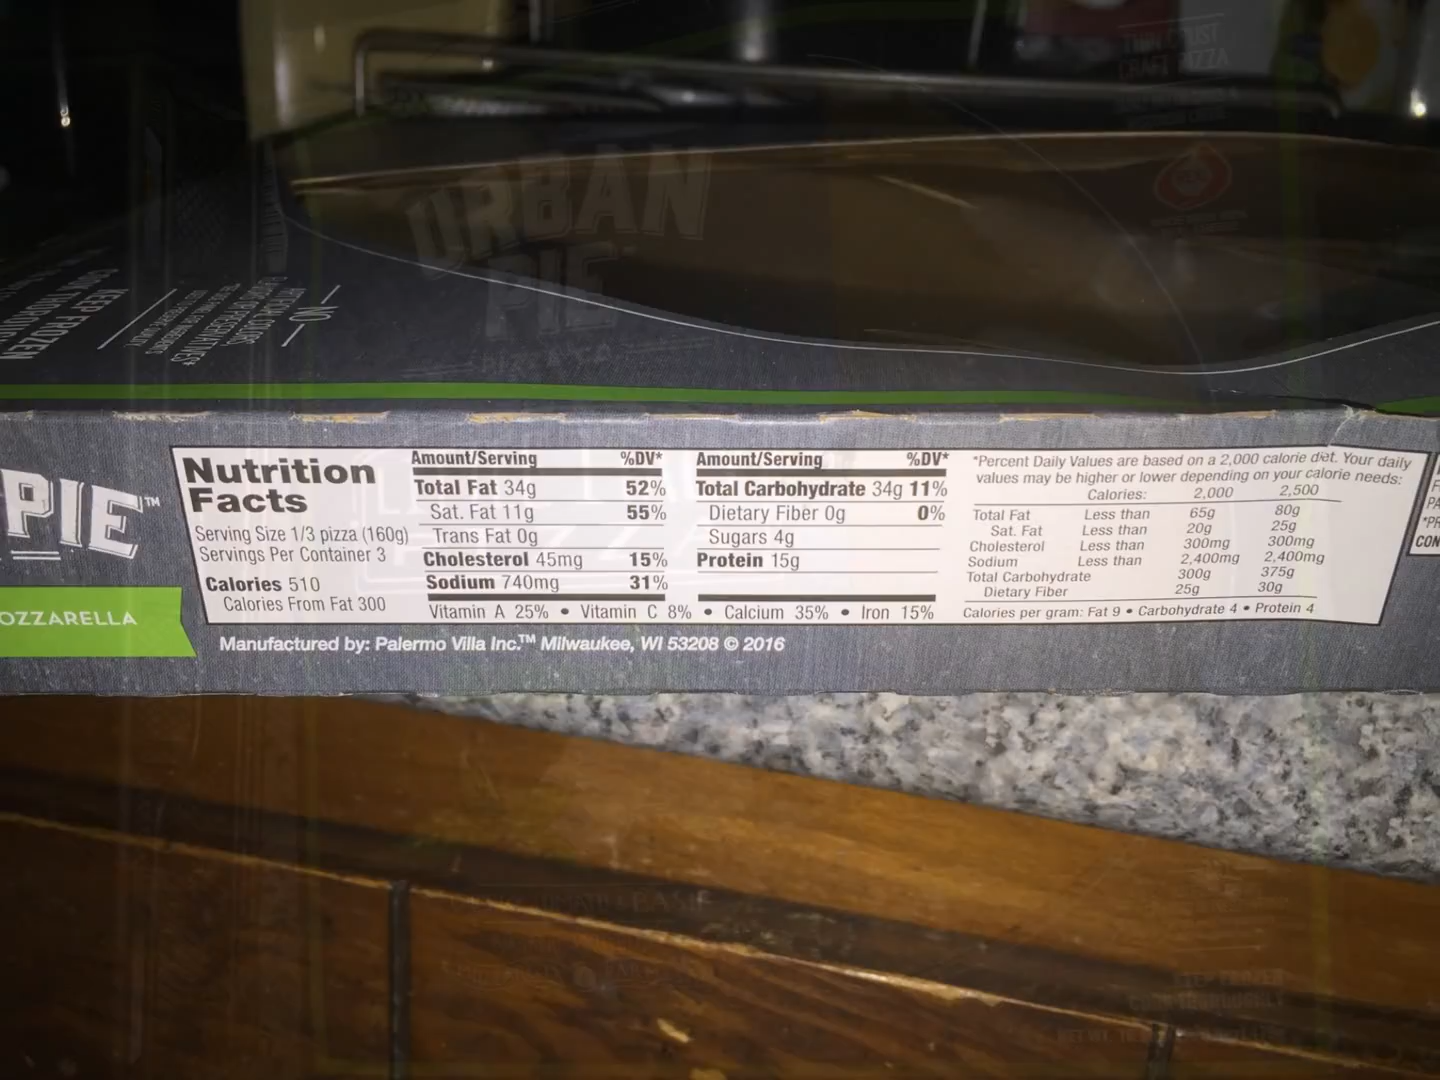 THIN CRUST
CRAFT PIZZA
URBAN
PIE
NO
KEEP FROZEN
PIE™
OZZARELLA
Nutrition
Facts
Serving Size 1/3 pizza (160g)
Servings Per Container 3
Calories 510
Calories From Fat 300
Amount/Serving %DV*
Total Fat 34g 52%
Sat. Fat 11g 55%
Trans Fat 0g
Cholesterol 45mg 15%
Sodium 740mg 31%
Amount/Serving %DV*
Total Carbohydrate 34g 11%
Dietary Fiber 0g 0%
Sugars 4g
Protein 15g
Vitamin A 25% • Vitamin C 8% • Calcium 35% • Iron 15%
*Percent Daily Values are based on a 2,000 calorie diet. Your daily
values may be higher or lower depending on your calorie needs:
Calories: 2,000 2,500
Total Fat Less than 65g 80g
Sat. Fat Less than 20g 25g
Cholesterol Less than 300mg 300mg
Sodium Less than 2,400mg 2,400mg
Total Carbohydrate 300g 375g
Dietary Fiber 25g 30g
Calories per gram: Fat 9 • Carbohydrate 4 • Protein 4
*PR
CON
Manufactured by: Palermo Villa Inc.™ Milwaukee, WI 53208 © 2016